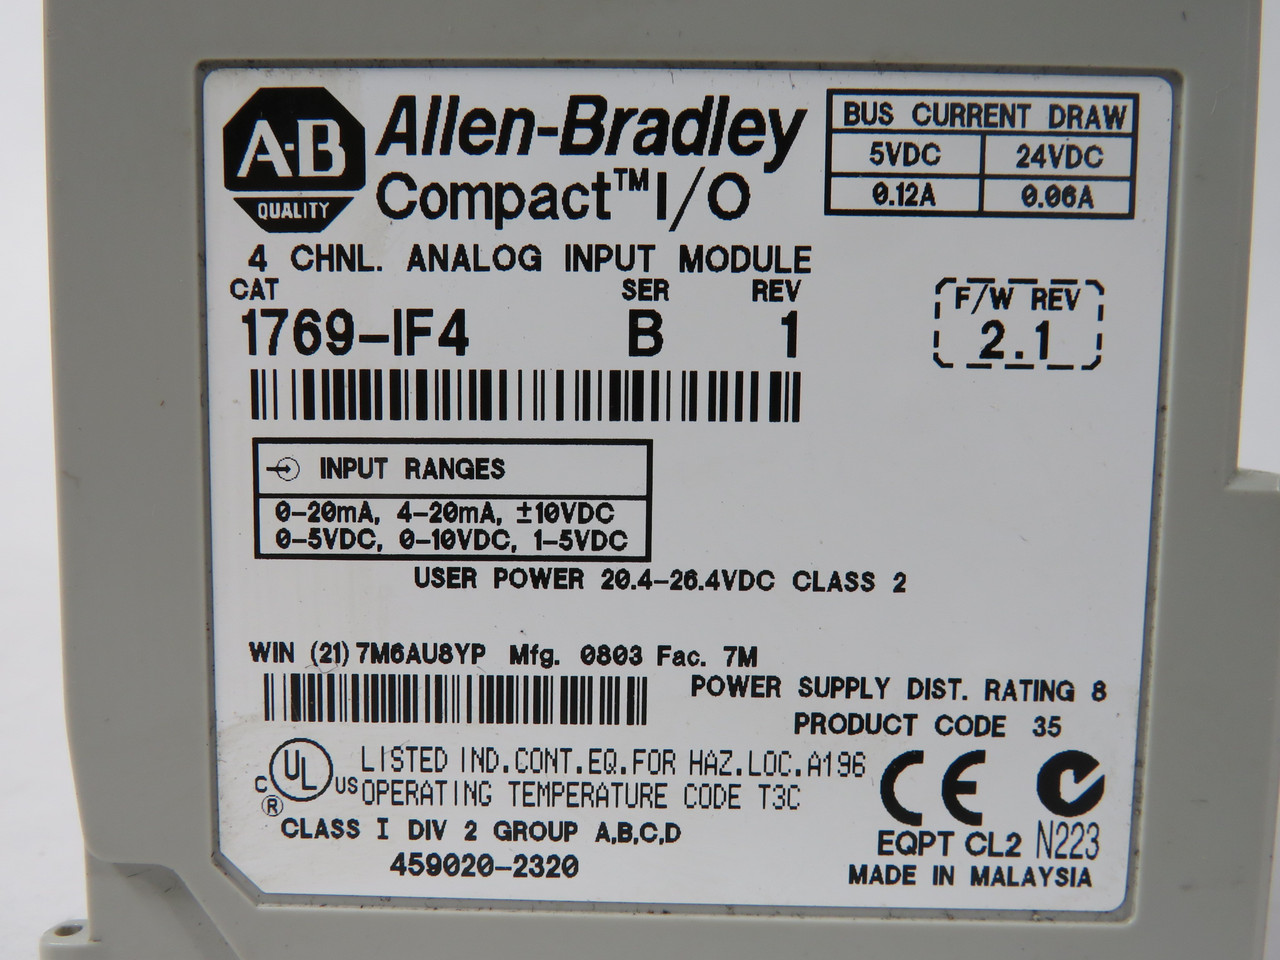 A-B
QUALITY
Allen-Bradley
Compact™ I/O
BUS CURRENT DRAW
5VDC 24VDC
0.12A 0.06A
4 CHNL. ANALOG INPUT MODULE
CAT SER REV
1769-IF4 B 1
F/W REV
2.1
INPUT RANGES
0-20mA, 4-20mA, ±10VDC
0-5VDC, 0-10VDC, 1-5VDC
USER POWER 20.4-26.4VDC CLASS 2
WIN (21) 7M6AU8YP Mfg. 0803 Fac. 7M
POWER SUPPLY DIST. RATING 8
PRODUCT CODE 35
C UL US ®
LISTED IND.CONT.EQ.FOR HAZ.LOC.A196
OPERATING TEMPERATURE CODE T3C
CLASS I DIV 2 GROUP A,B,C,D
459020-2320
CE
EQPT CL2 N223
MADE IN MALAYSIA